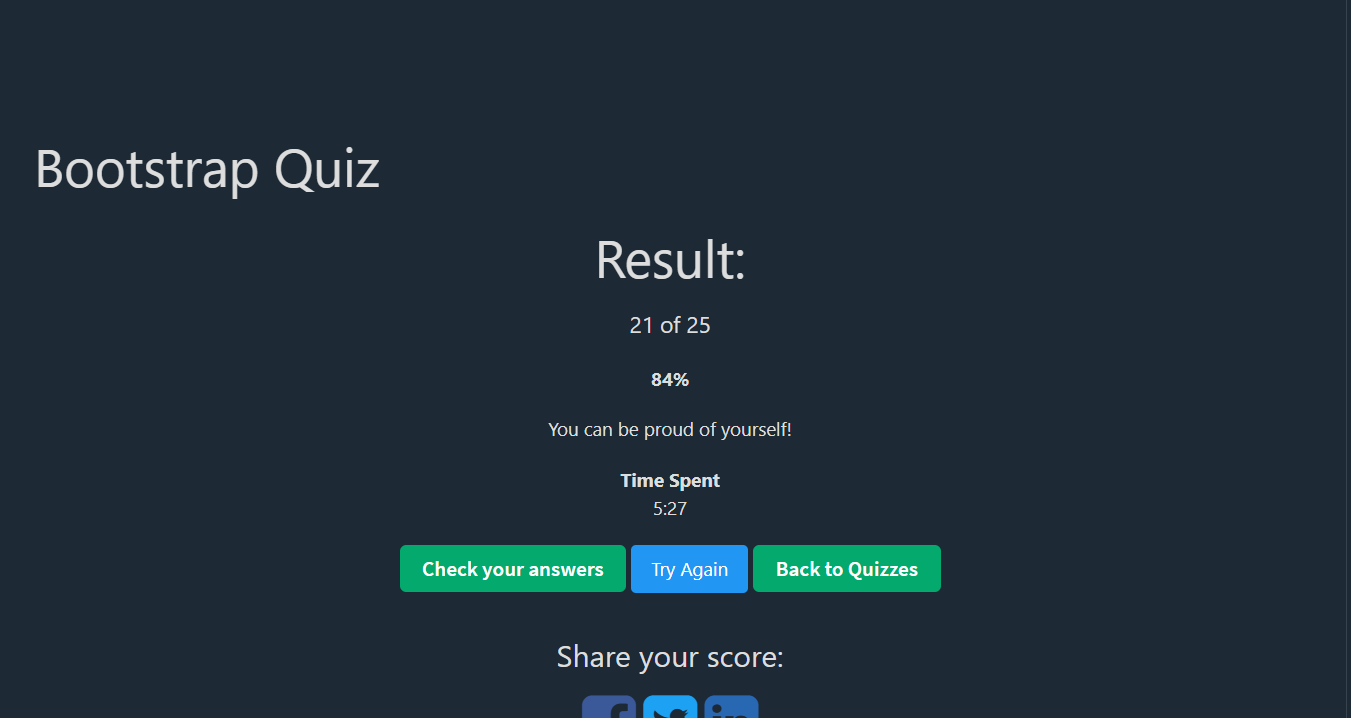 Bootstrap Quiz
Result:
21 of 25
84%
You can be proud of yourself!
Time Spent
5:27
Check your answers Try Again Back to Quizzes
Share your score: